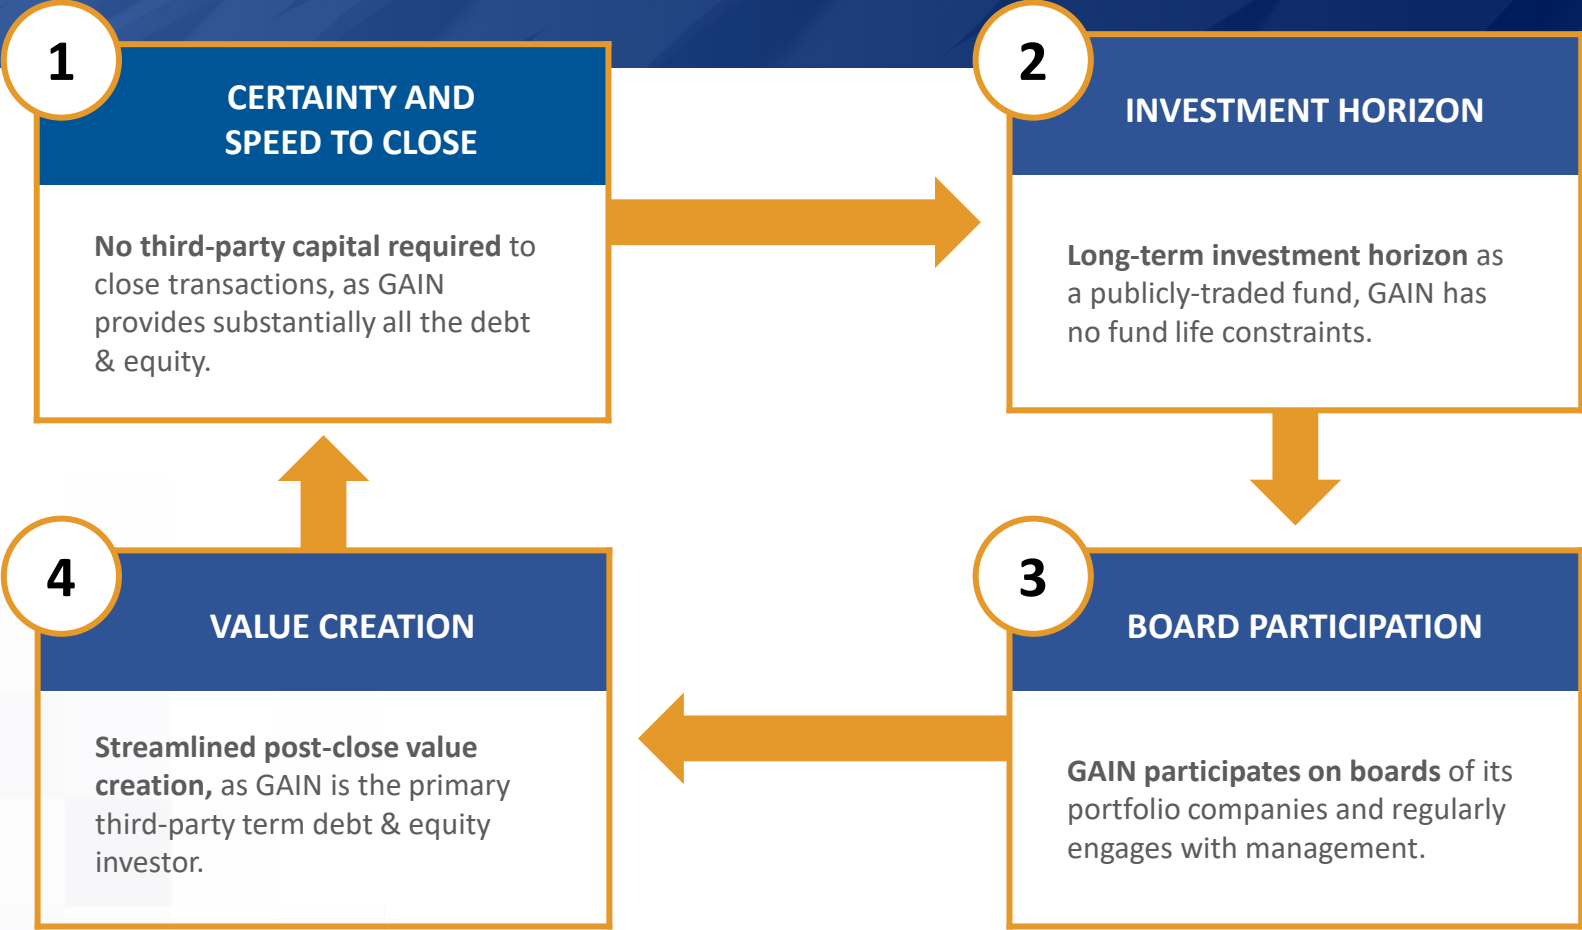 1
CERTAINTY AND
SPEED TO CLOSE
No third-party capital required to
close transactions, as GAIN
provides substantially all the debt
& equity.
2
INVESTMENT HORIZON
Long-term investment horizon as
a publicly-traded fund, GAIN has
no fund life constraints.
3
BOARD PARTICIPATION
GAIN participates on boards of its
portfolio companies and regularly
engages with management.
4
VALUE CREATION
Streamlined post-close value
creation, as GAIN is the primary
third-party term debt & equity
investor.